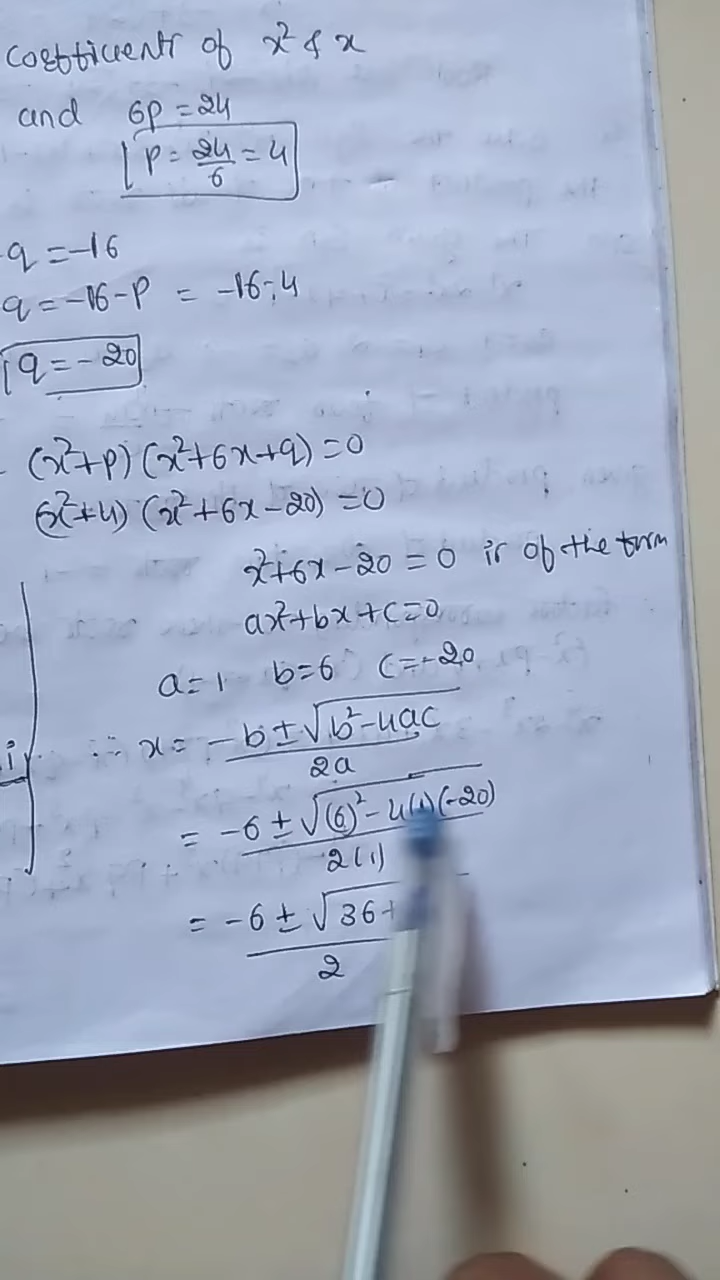 coefficients of x² & x
and 6p = 24
p = 24/6 = 4
q = -16
q = -16 - p = -16-4
q = -20
(x²+p) (x²+6x+q) = 0
(x²+4) (x²+6x-20) = 0
x²+6x-20 = 0 is of the
ax²+bx+c=0
a=1 b=6 c=-20
∴ x = -b ± √b²-4ac / 2a
= -6 ± √(6)²-4(1)(-20) / 2(1)
= -6 ± √36+ / 2